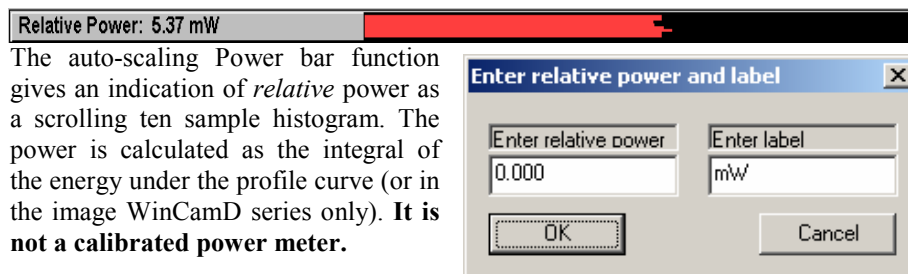 Relative Power: 5.37 mW
The auto-scaling Power bar function
gives an indication of relative power as
a scrolling ten sample histogram. The
power is calculated as the integral of
the energy under the profile curve (or in
the image WinCamD series only). It is
not a calibrated power meter.
Enter relative power and label
Enter relative power
Enter label
0.000
mW
OK
Cancel